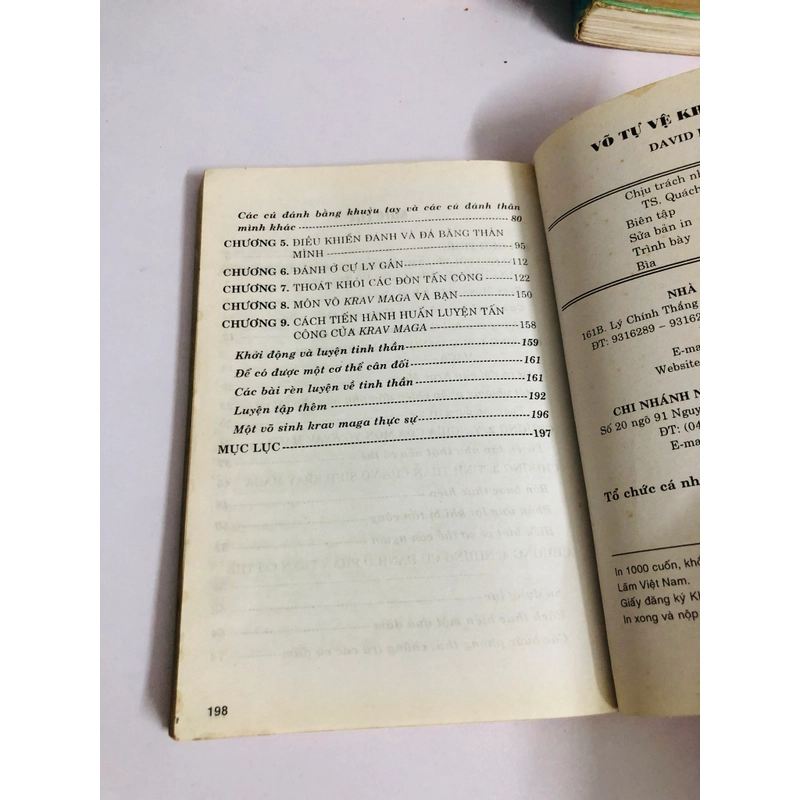 Các cú đánh bằng khuỷu tay và các cú đánh thân
mình khác 80
CHƯƠNG 5. ĐIỀU KHIỂN ĐÁNH VÀ ĐÁ BẰNG THÂN
MÌNH 95
CHƯƠNG 6. ĐÁNH Ở CỰ LY GẦN 112
CHƯƠNG 7. THOÁT KHỎI CÁC ĐÒN TẤN CÔNG 122
CHƯƠNG 8. MÔN VÕ KRAV MAGA VÀ BẠN 150
CHƯƠNG 9. CÁCH TIẾN HÀNH HUẤN LUYỆN TẤN
CÔNG CỦA KRAV MAGA 158
Khởi động và luyện tinh thần 159
Để có được một cơ thể cân đối 161
Các bài rèn luyện về tinh thần 161
Luyện tập thêm 192
Một võ sinh krav maga thực sự 196
MỤC LỤC 197
198
VÕ TỰ VỆ
DAVID
Chịu trách
TS. Quách
Biên tập
Sửa bản in
Trình bày
Bìa
NHÀ
161B. Lý Chính Thắng
ĐT: 9316289 –
E-ma
Website
CHI NHÁNH
Số 20 ngõ 91
ĐT: (04
E-ma
Tổ chức cá
In 1000 cuốn,
Lãm Việt Nam.
Giấy đăng ký
In xong và nộp